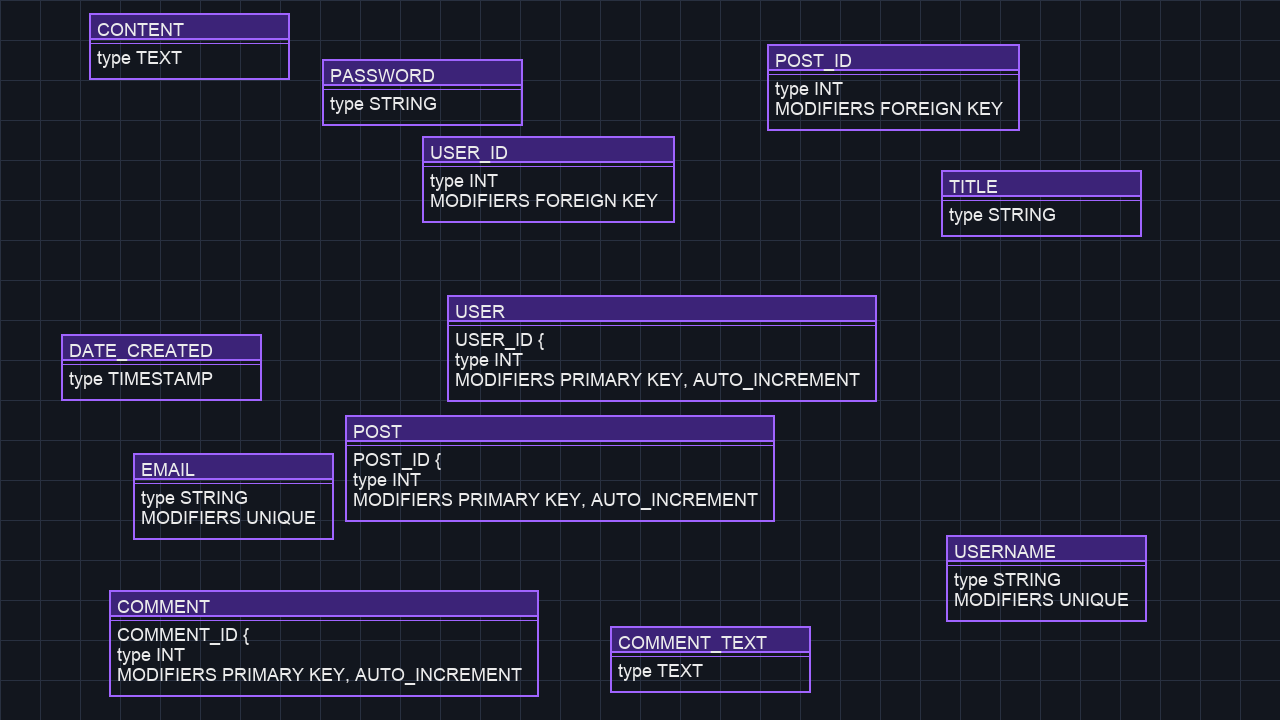 CONTENT
type TEXT
PASSWORD
type STRING
POST_ID
type INT
MODIFIERS FOREIGN KEY
USER_ID
type INT
MODIFIERS FOREIGN KEY
TITLE
type STRING
USER
USER_ID {
type INT
MODIFIERS PRIMARY KEY, AUTO_INCREMENT
DATE_CREATED
type TIMESTAMP
POST
POST_ID {
type INT
MODIFIERS PRIMARY KEY, AUTO_INCREMENT
EMAIL
type STRING
MODIFIERS UNIQUE
USERNAME
type STRING
MODIFIERS UNIQUE
COMMENT
COMMENT_ID {
type INT
MODIFIERS PRIMARY KEY, AUTO_INCREMENT
COMMENT_TEXT
type TEXT